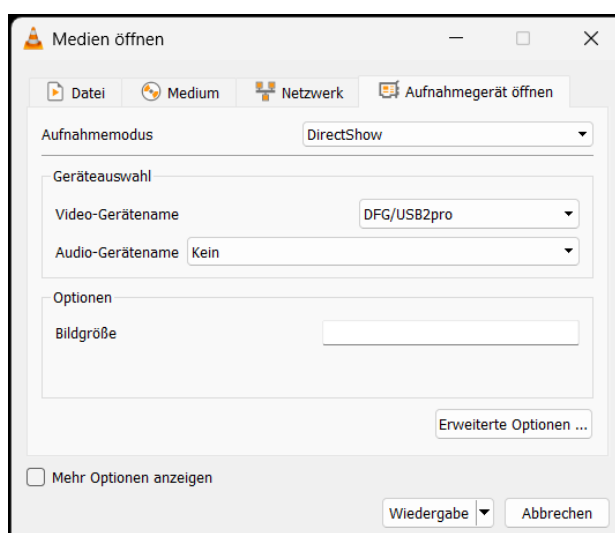 Medien öffnen
Datei Medium Netzwerk Aufnahmegerät öffnen
Aufnahmemodus DirectShow
Geräteauswahl
Video-Gerätename DFG/USB2pro
Audio-Gerätename Kein
Optionen
Bildgröße
Erweiterte Optionen ...
Mehr Optionen anzeigen
Wiedergabe Abbrechen